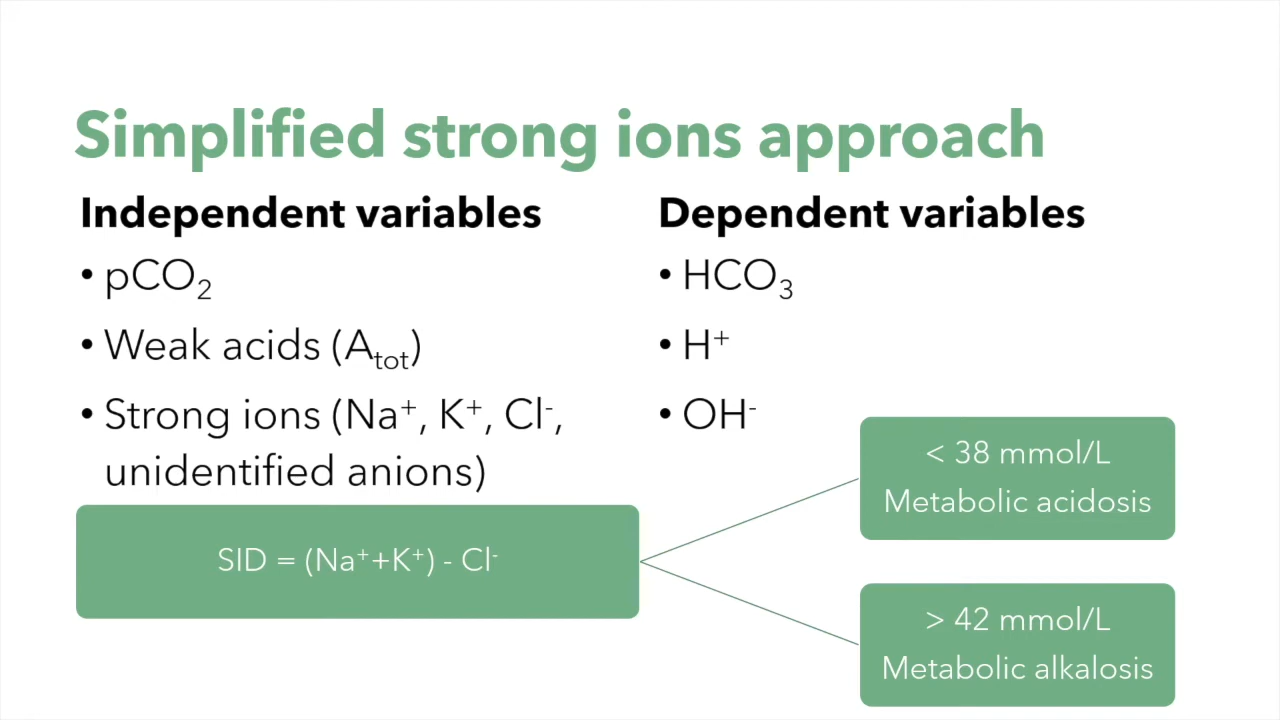 Simplified strong ions approach
Independent variables
• pCO₂
• Weak acids (Aₜₒₜ)
• Strong ions (Na⁺, K⁺, Cl⁻,
unidentified anions)
SID = (Na⁺+K⁺) - Cl⁻
Dependent variables
• HCO₃
• H⁺
• OH⁻
< 38 mmol/L
Metabolic acidosis
> 42 mmol/L
Metabolic alkalosis